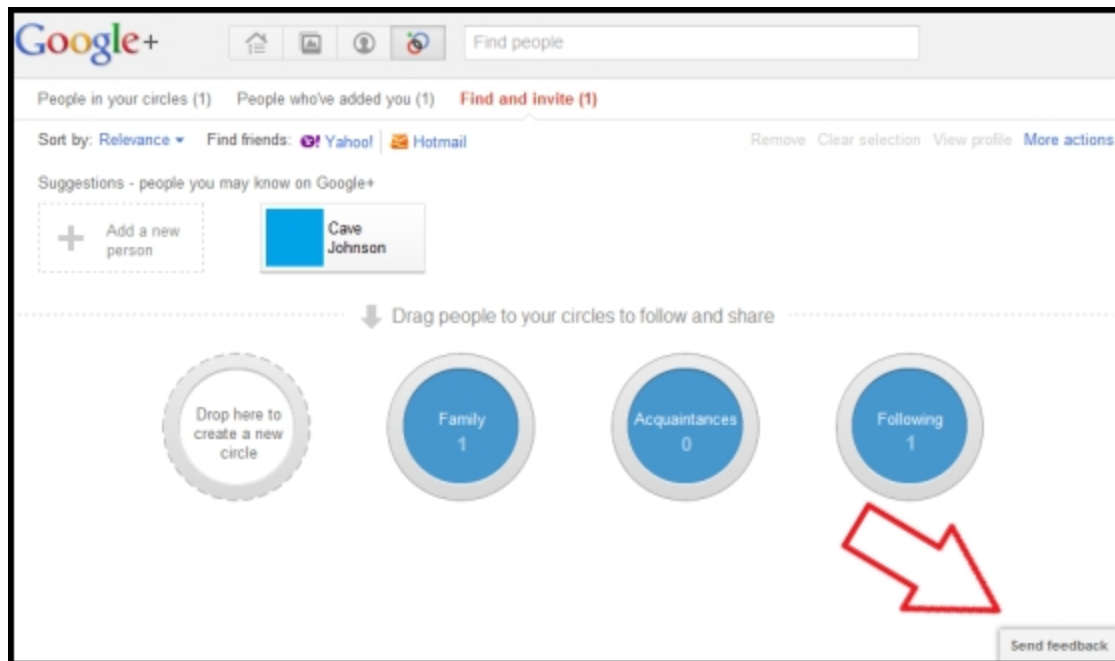 Google+ Find people
People in your circles (1) People who've added you (1) Find and invite (1)
Sort by: Relevance Find friends: Y! Yahoo! Hotmail Remove Clear selection View profile More actions
Suggestions - people you may know on Google+
Add a new
person
Cave
Johnson
Drag people to your circles to follow and share
Drop here to
create a new
circle
Family
1
Acquaintances
0
Following
1
Send feedback